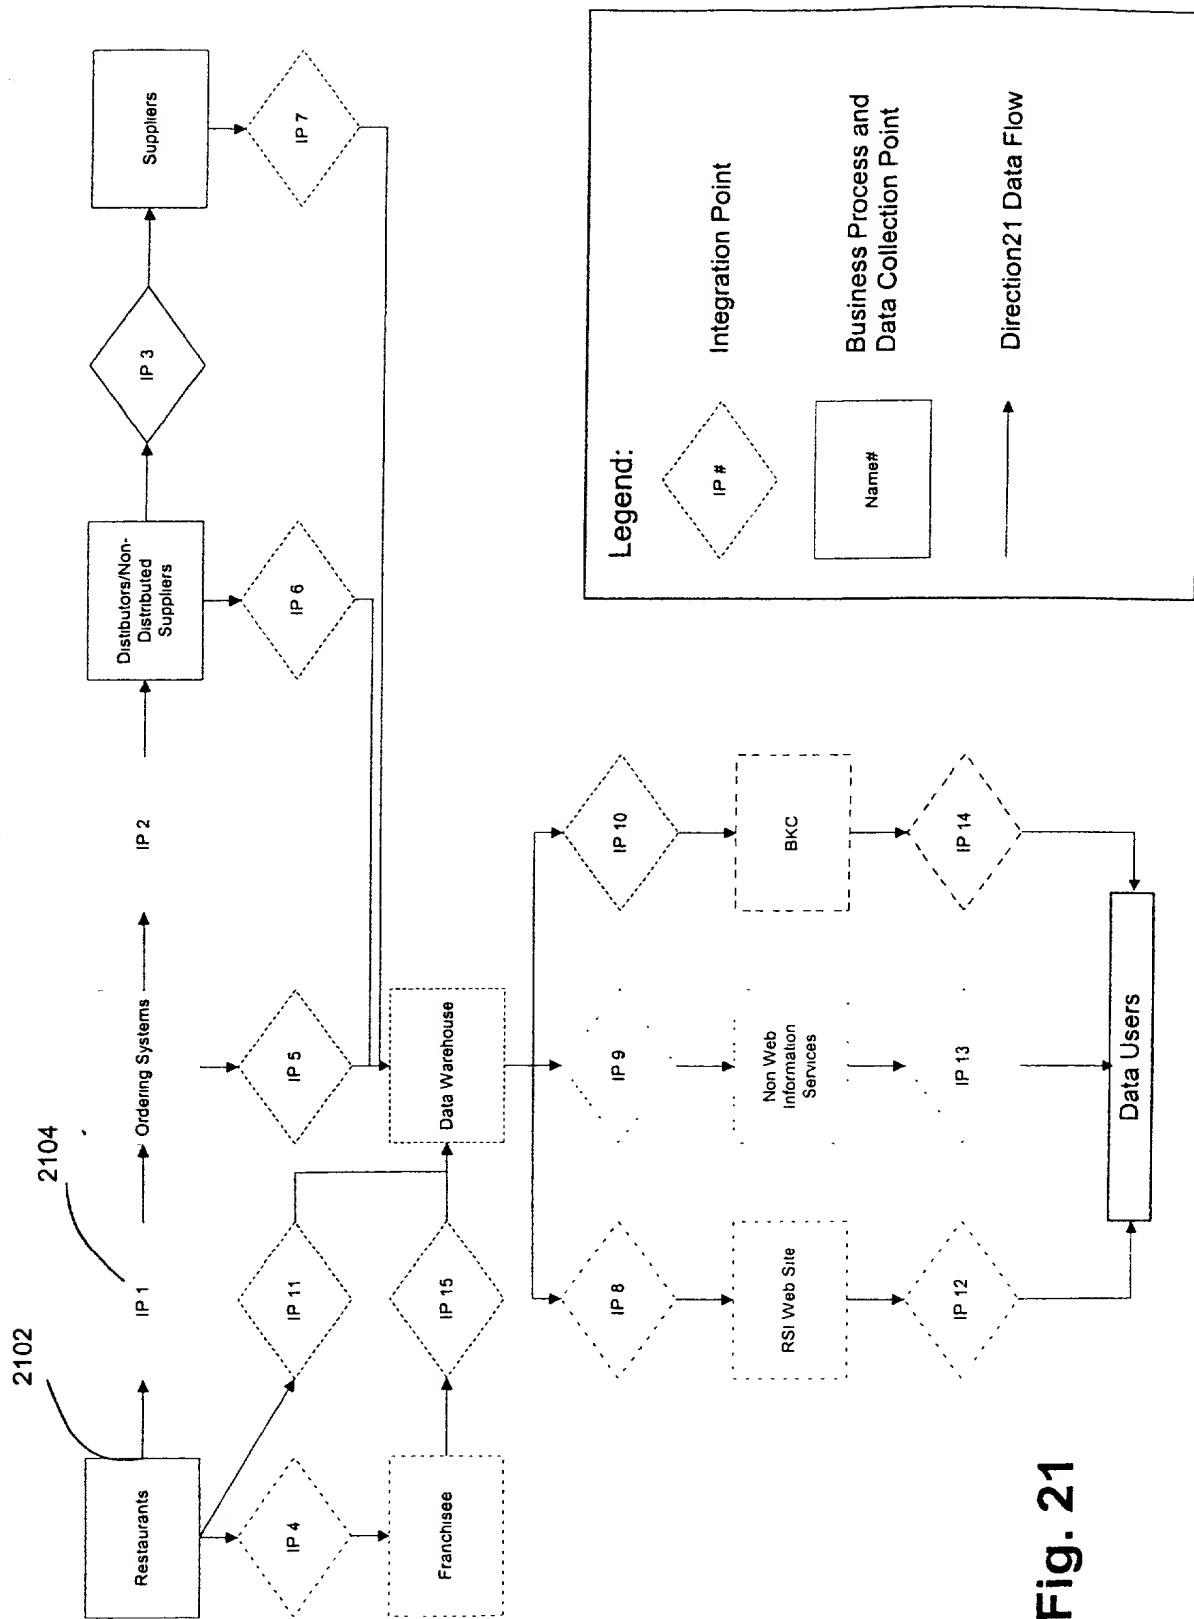 2102
2104
Restaurants
IP 1
Ordering Systems
IP 2
Distibutors/Non-
Distributed
Suppliers
IP 3
Suppliers
IP 4
IP 11
IP 5
IP 6
IP 7
Franchisee
IP 15
Data Warehouse
IP 8
IP 9
IP 10
RSI Web Site
Non Web
Information
Services
BKC
IP 12
IP 13
IP 14
Data Users
Legend:
IP #
Integration Point
Name#
Business Process and
Data Collection Point
Direction21 Data Flow
Fig. 21